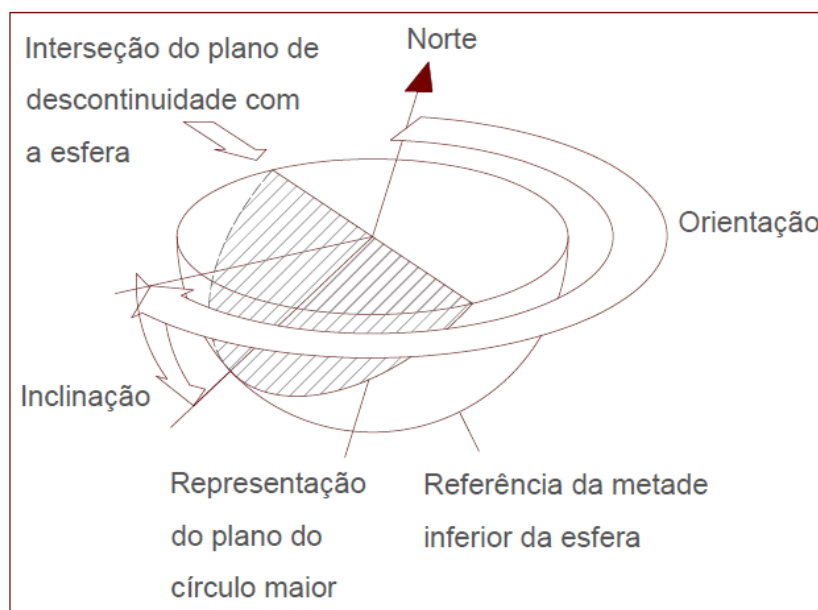 Interseção do plano de
descontinuidade com
a esfera
Norte
Orientação
Inclinação
Representação
do plano do
círculo maior
Referência da metade
inferior da esfera